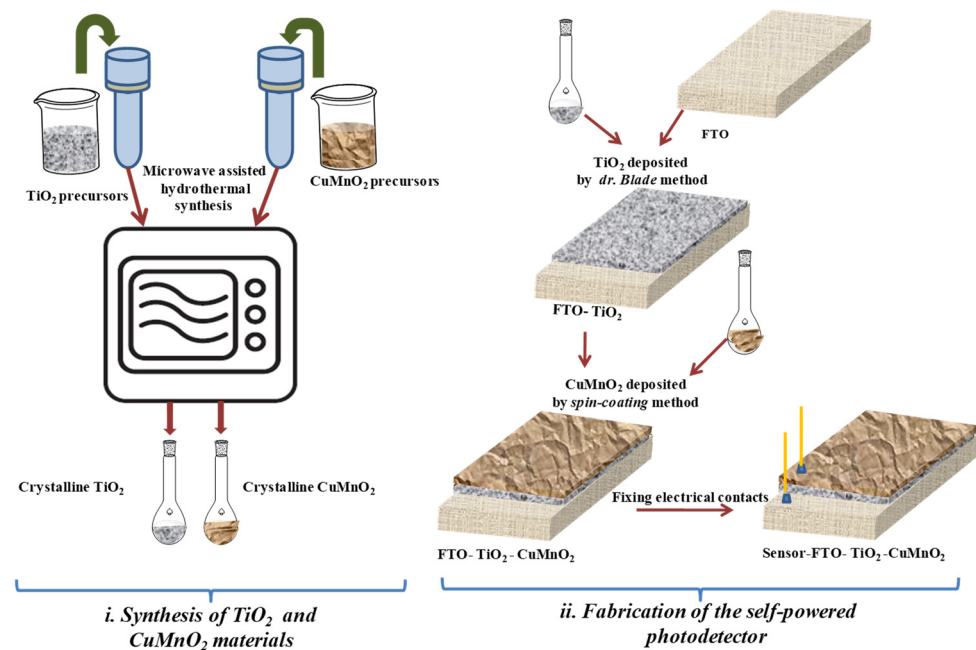 TiO₂ precursors
Microwave assisted
hydrothermal
synthesis
CuMnO₂ precursors
Crystalline TiO₂
Crystalline CuMnO₂
i. Synthesis of TiO₂ and
CuMnO₂ materials
FTO
TiO₂ deposited
by dr. Blade method
FTO- TiO₂
CuMnO₂ deposited
by spin-coating method
Fixing electrical contacts
FTO- TiO₂ - CuMnO₂
Sensor-FTO- TiO₂ -CuMnO₂
ii. Fabrication of the self-powered
photodetector